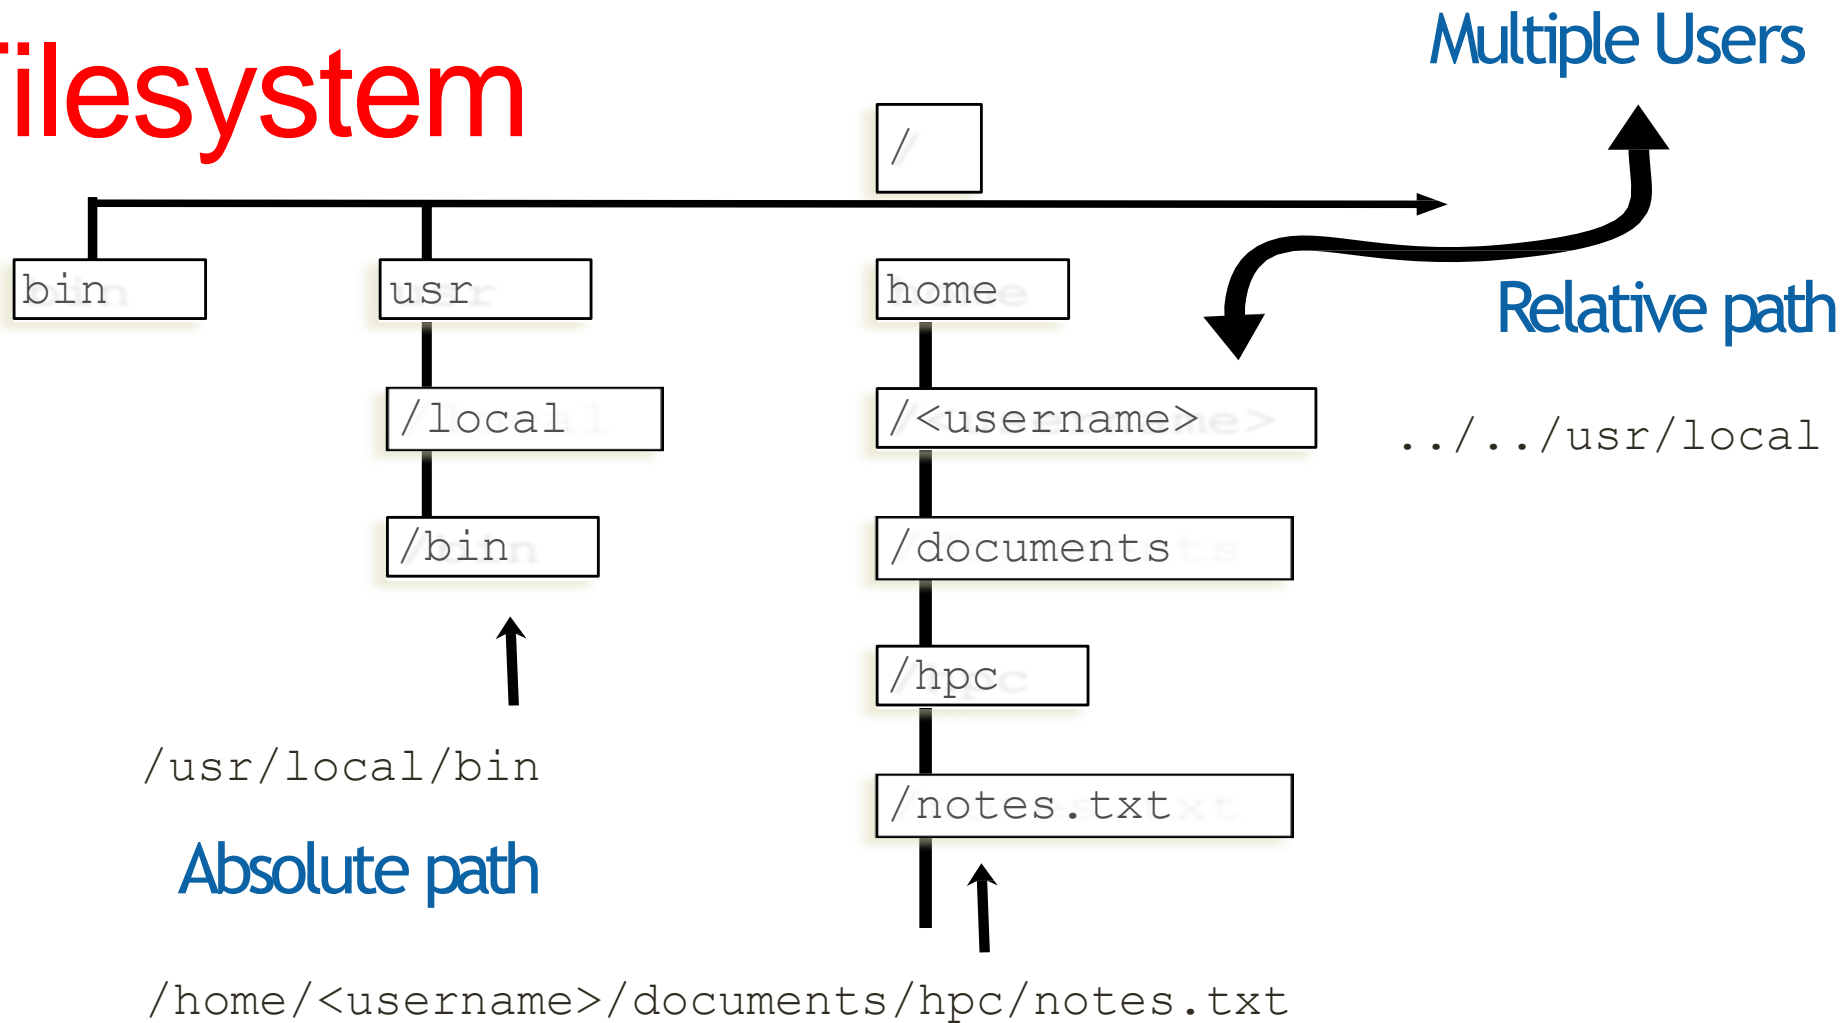 ilesystem
Multiple Users
/
bin
usr
home
Relative path
/local
/<username>
../../usr/local
/bin
/documents
/hpc
/usr/local/bin
/notes.txt
Absolute path
/home/<username>/documents/hpc/notes.txt